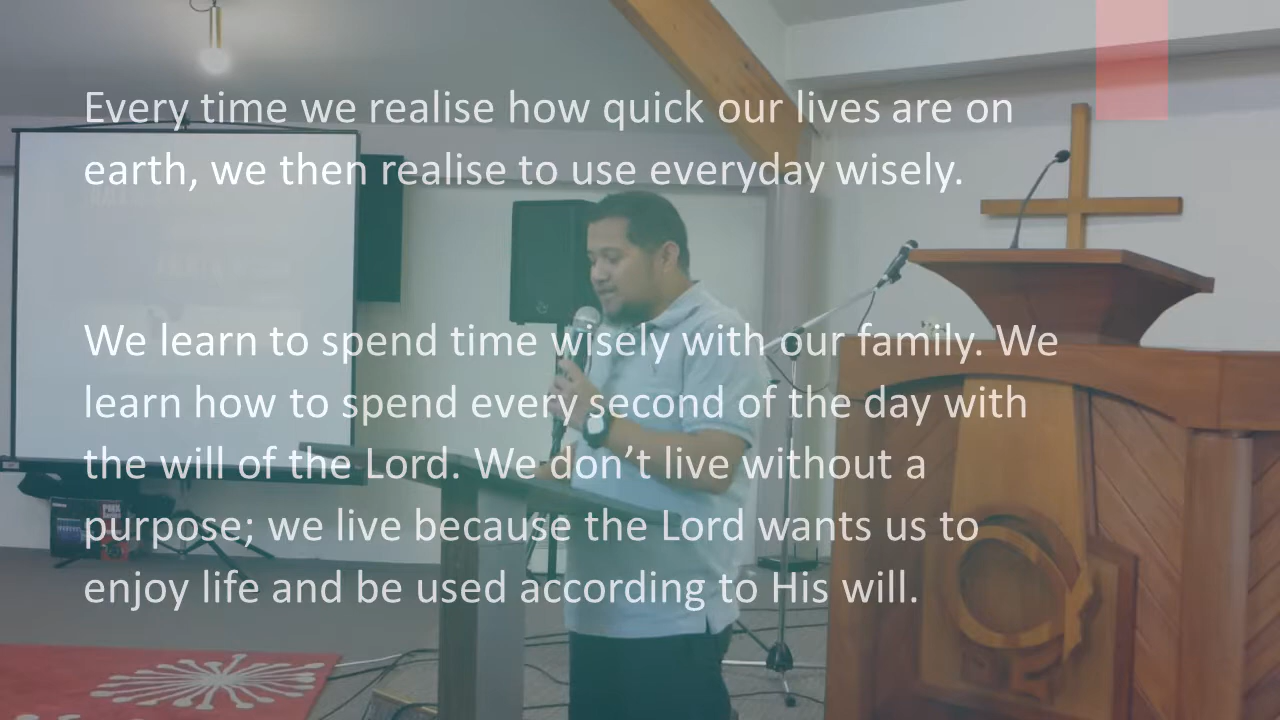 Every time we realise how quick our lives are on
earth, we then realise to use everyday wisely.
We learn to spend time wisely with our family. We
learn how to spend every second of the day with
the will of the Lord. We don’t live without a
purpose; we live because the Lord wants us to
enjoy life and be used according to His will.